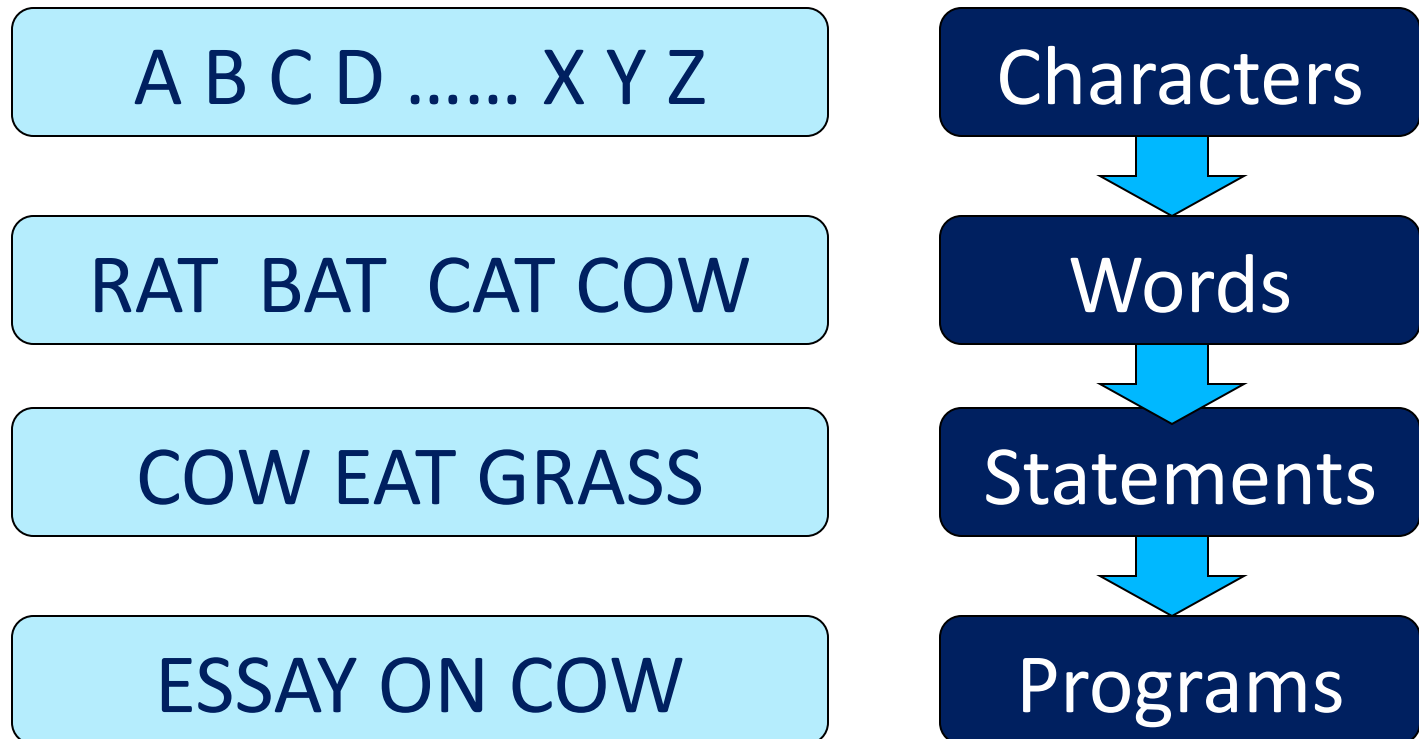 A B C D ...... X Y Z
Characters
RAT BAT CAT COW
Words
COW EAT GRASS
Statements
ESSAY ON COW
Programs